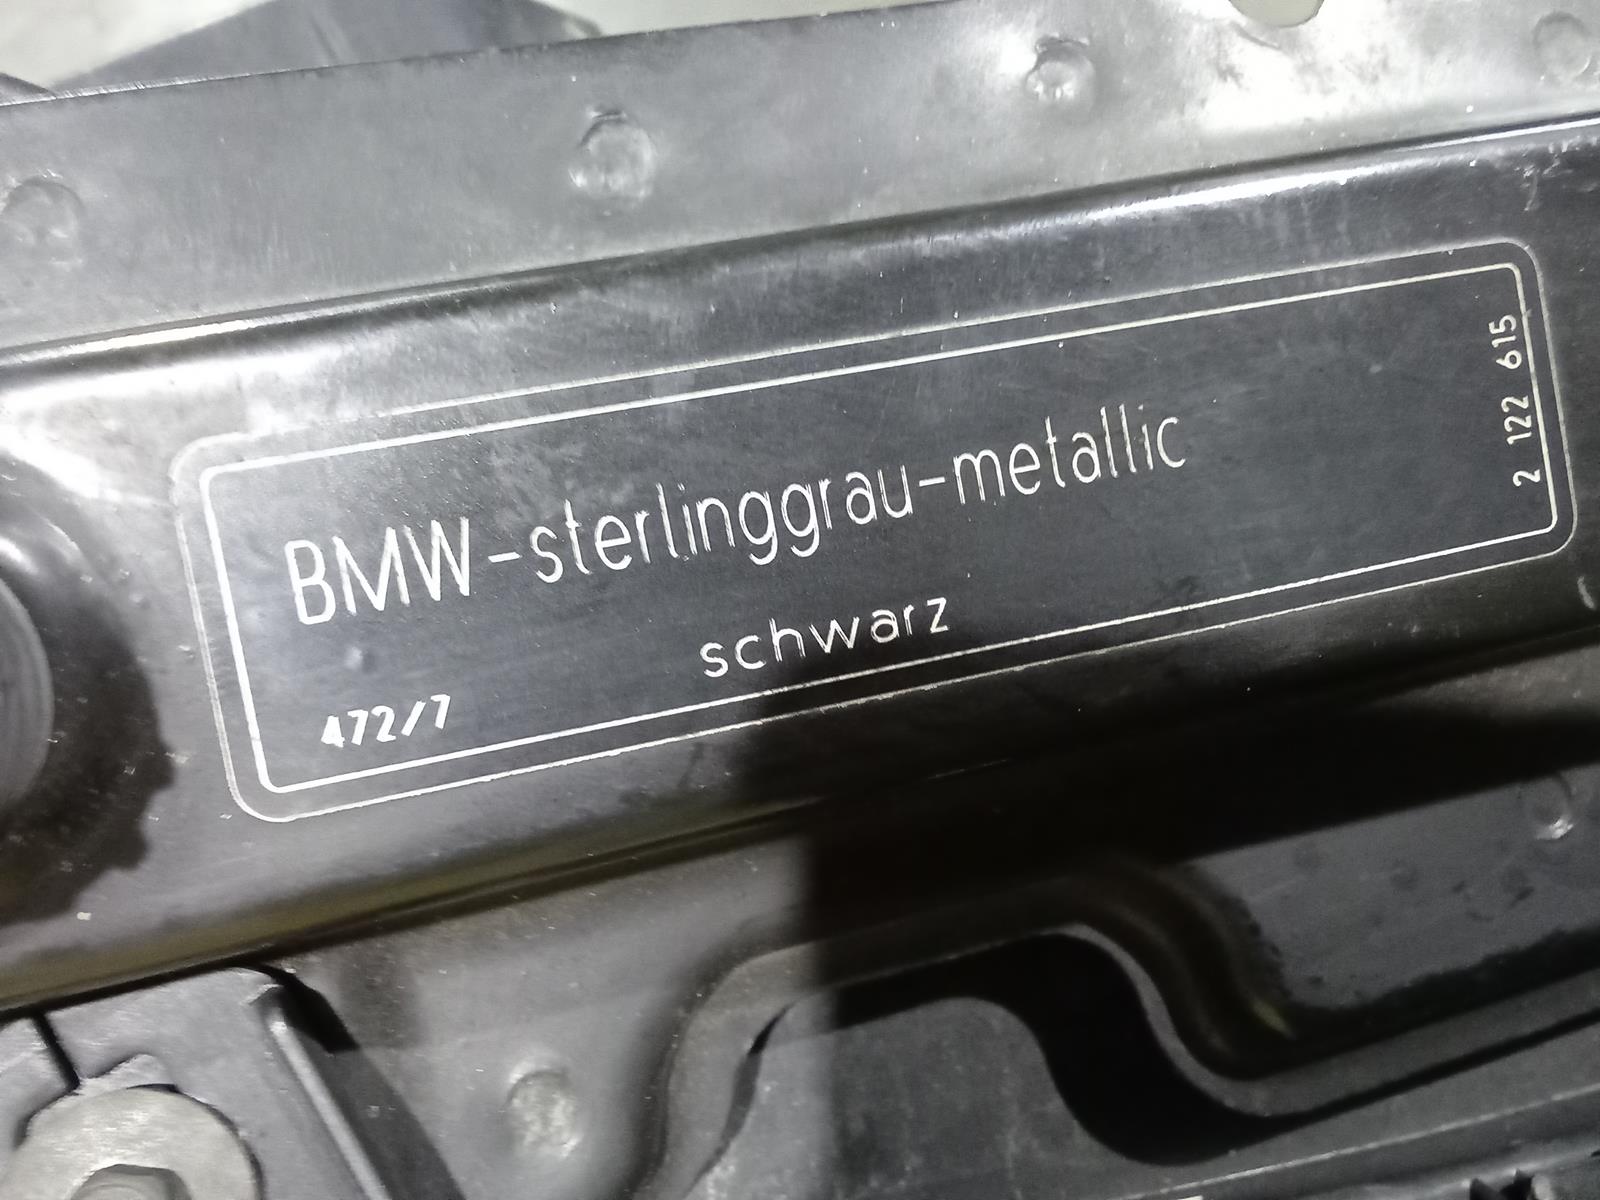 BMW-sterlinggrau-metallic
schwarz
472/7
2 122 615